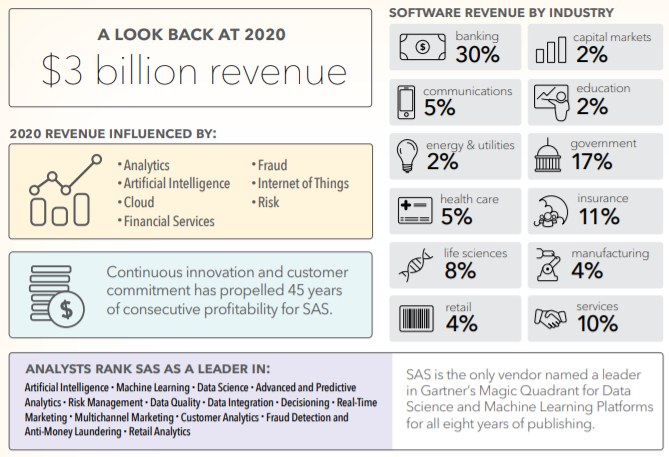 A LOOK BACK AT 2020
$3 billion revenue
2020 REVENUE INFLUENCED BY:
• Analytics
• Artificial Intelligence
• Cloud
• Financial Services
• Fraud
• Internet of Things
• Risk
$
Continuous innovation and customer
commitment has propelled 45 years
of consecutive profitability for SAS.
SOFTWARE REVENUE BY INDUSTRY
$
banking
30%
capital markets
2%
communications
5%
education
2%
energy & utilities
2%
government
17%
health care
5%
insurance
11%
life sciences
8%
manufacturing
4%
retail
4%
services
10%
ANALYSTS RANK SAS AS A LEADER IN:
Artificial Intelligence • Machine Learning • Data Science • Advanced and Predictive
Analytics • Risk Management • Data Quality • Data Integration • Decisioning • Real-Time
Marketing • Multichannel Marketing • Customer Analytics • Fraud Detection and
Anti-Money Laundering • Retail Analytics
SAS is the only vendor named a leader
in Gartner's Magic Quadrant for Data
Science and Machine Learning Platforms
for all eight years of publishing.